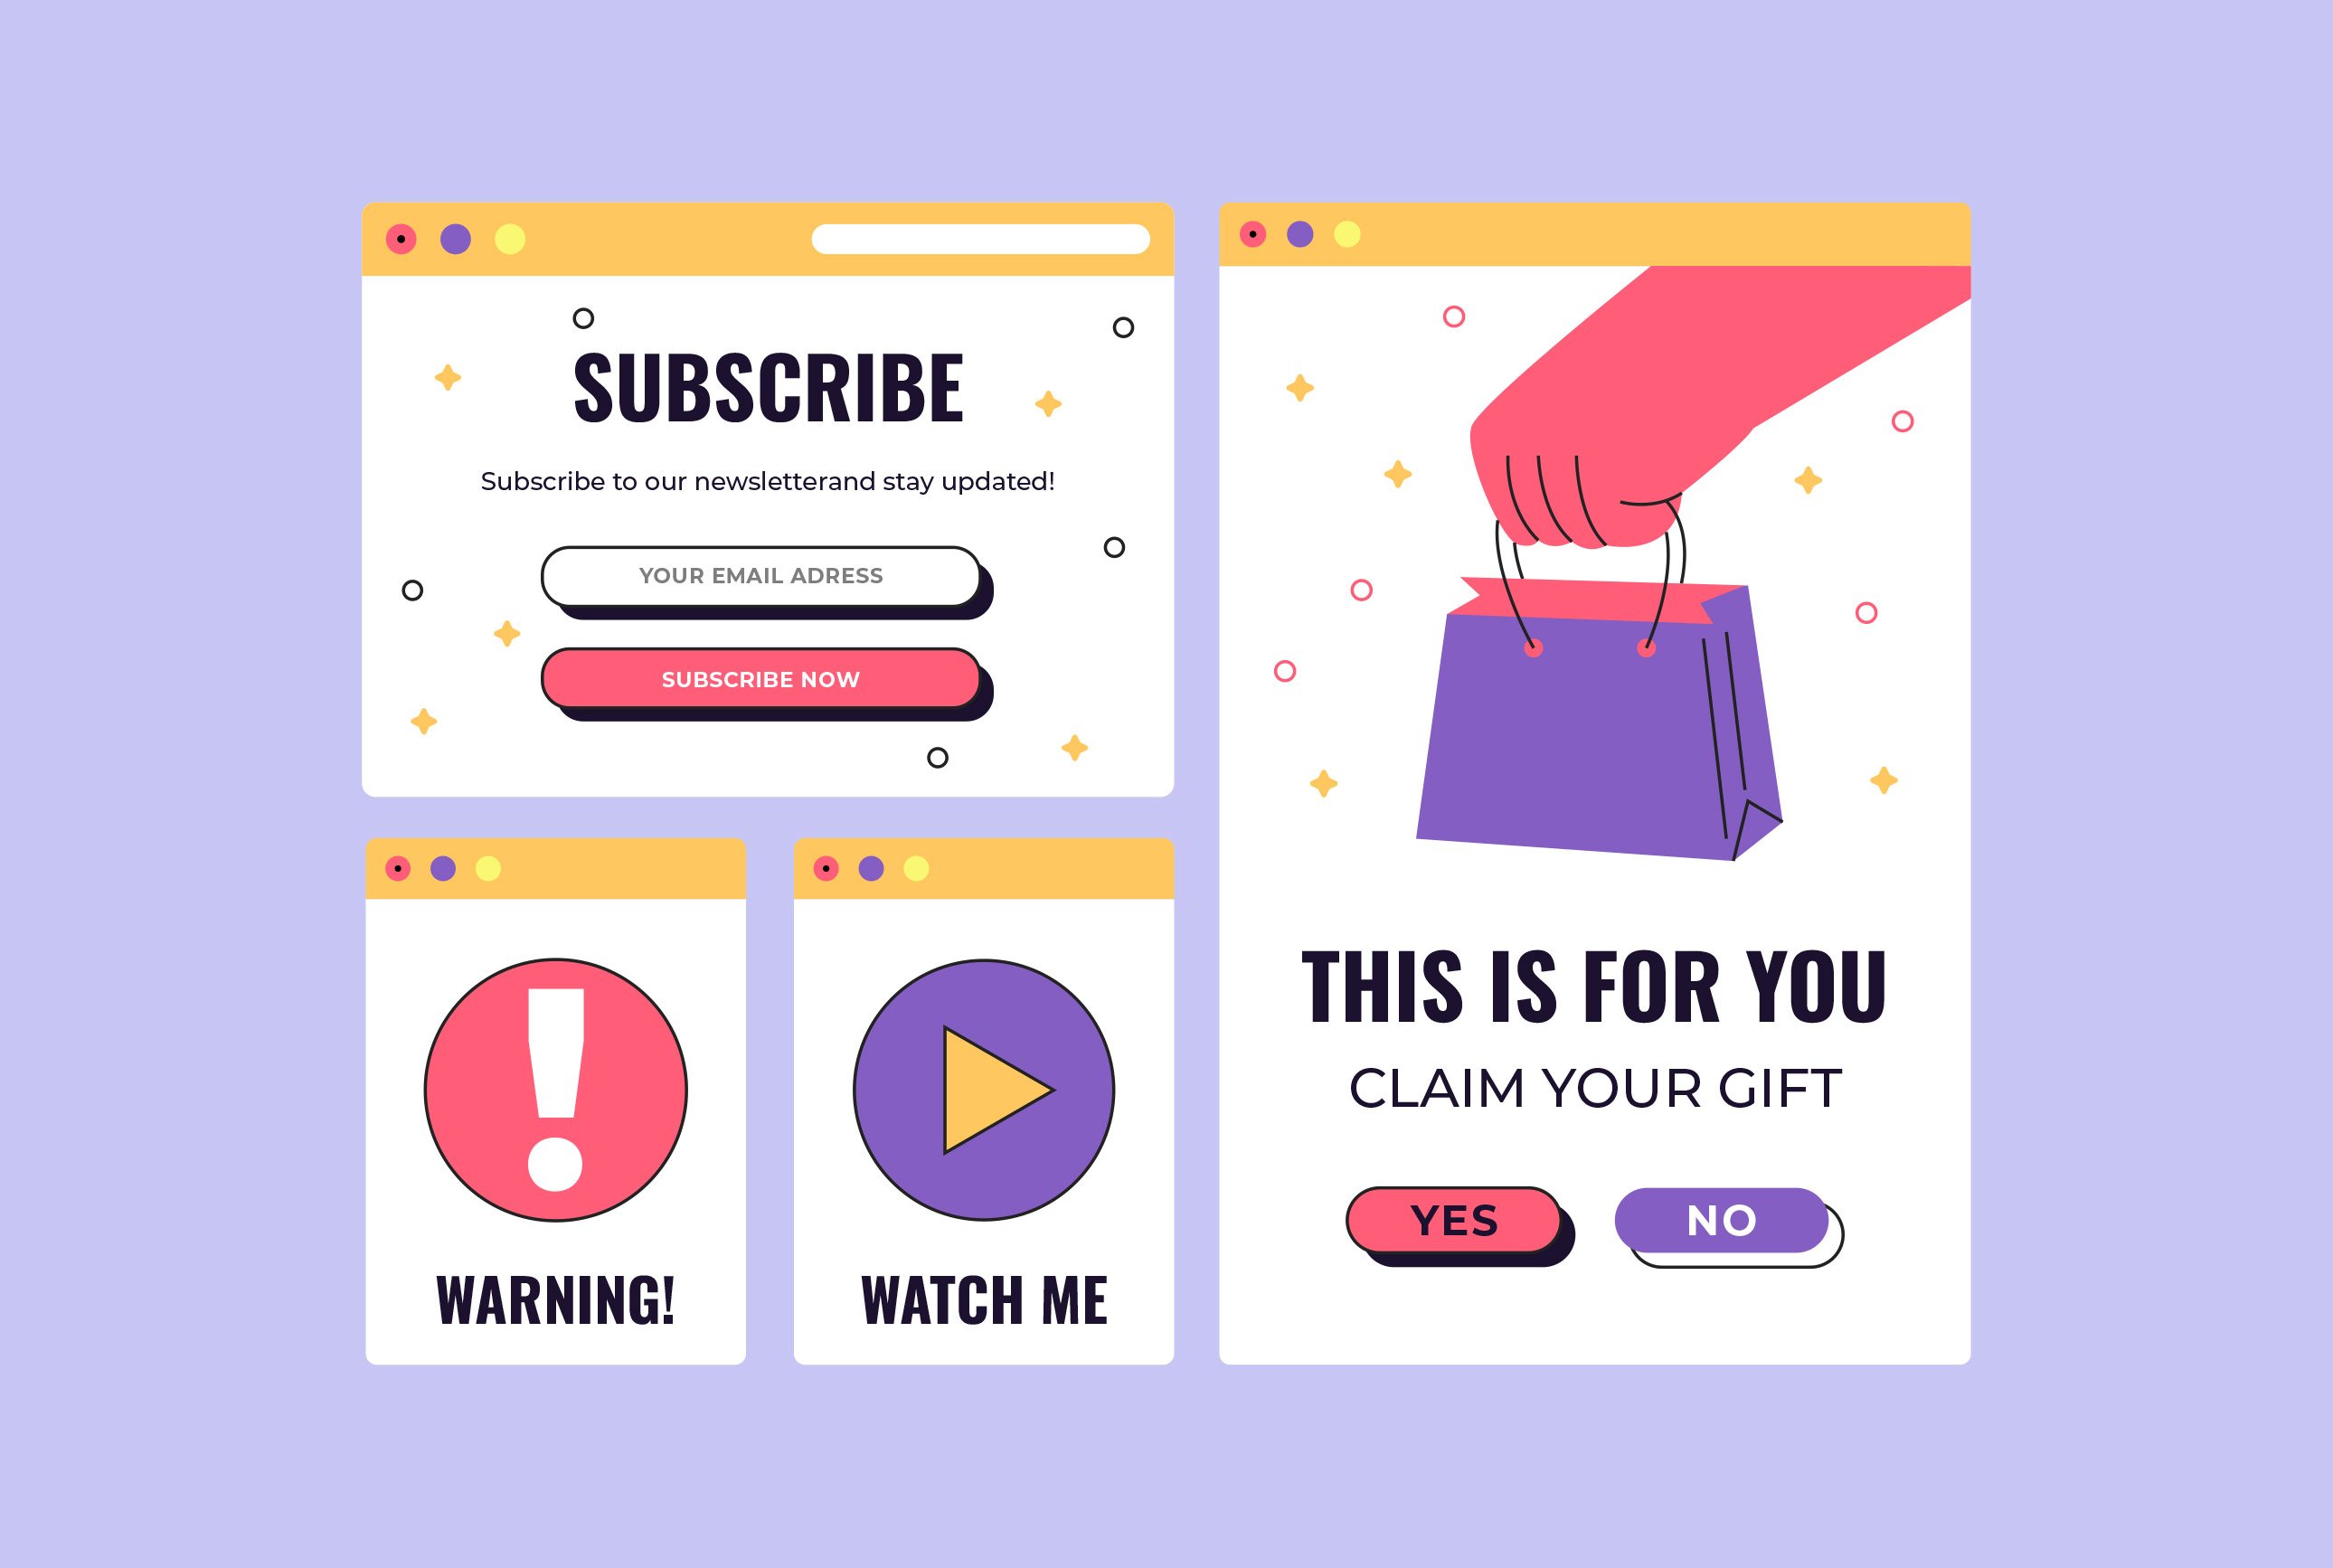 SUBSCRIBE
Subscribe to our newsletterand stay updated!
YOUR EMAIL ADRESS
SUBSCRIBE NOW
WARNING!
WATCH ME
THIS IS FOR YOU
CLAIM YOUR GIFT
YES
NO